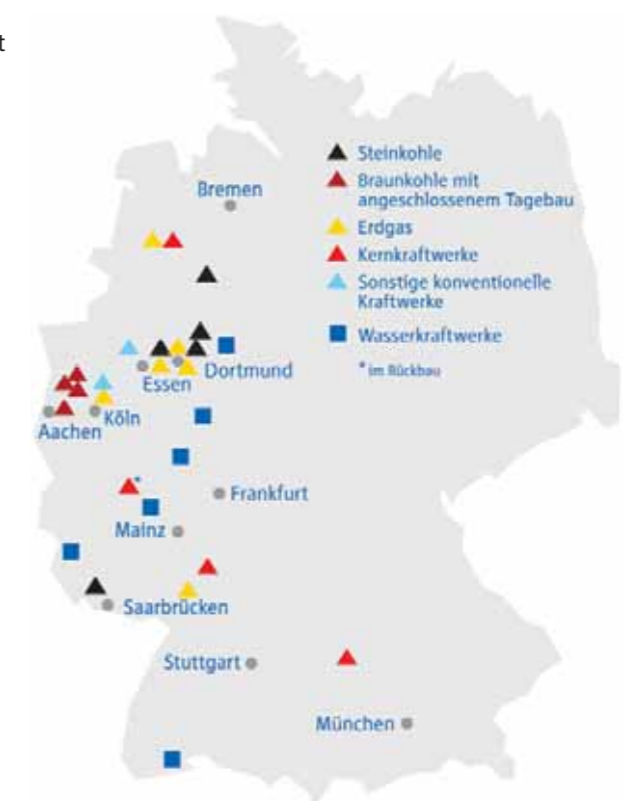 t
Steinkohle
Braunkohle mit
angeschlossenem Tagebau
Bremen
Erdgas
Kernkraftwerke
Sonstige konventionelle
Kraftwerke
Wasserkraftwerke
* im Rückbau
Dortmund
Essen
Köln
Aachen
*
Frankfurt
Mainz
Saarbrücken
Stuttgart
München